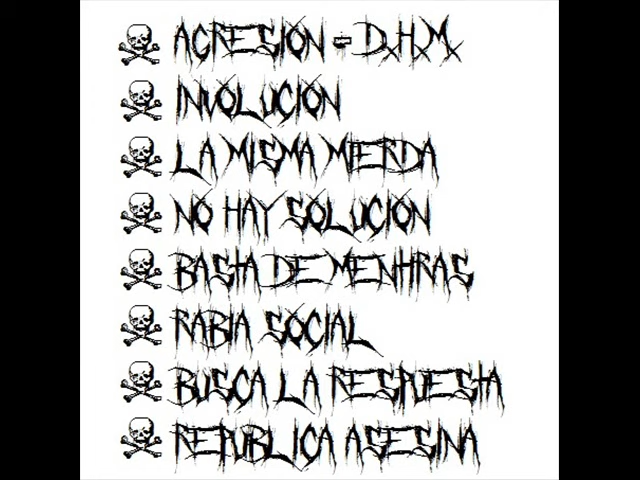 AGRESION - D.H.M.
INVOLUCION
LA MISMA MIERDA
NO HAY SOLUCION
BASTA DE MENTIRAS
RABIA SOCIAL
BUSCA LA RESPUESTA
REPUBLICA ASESINA